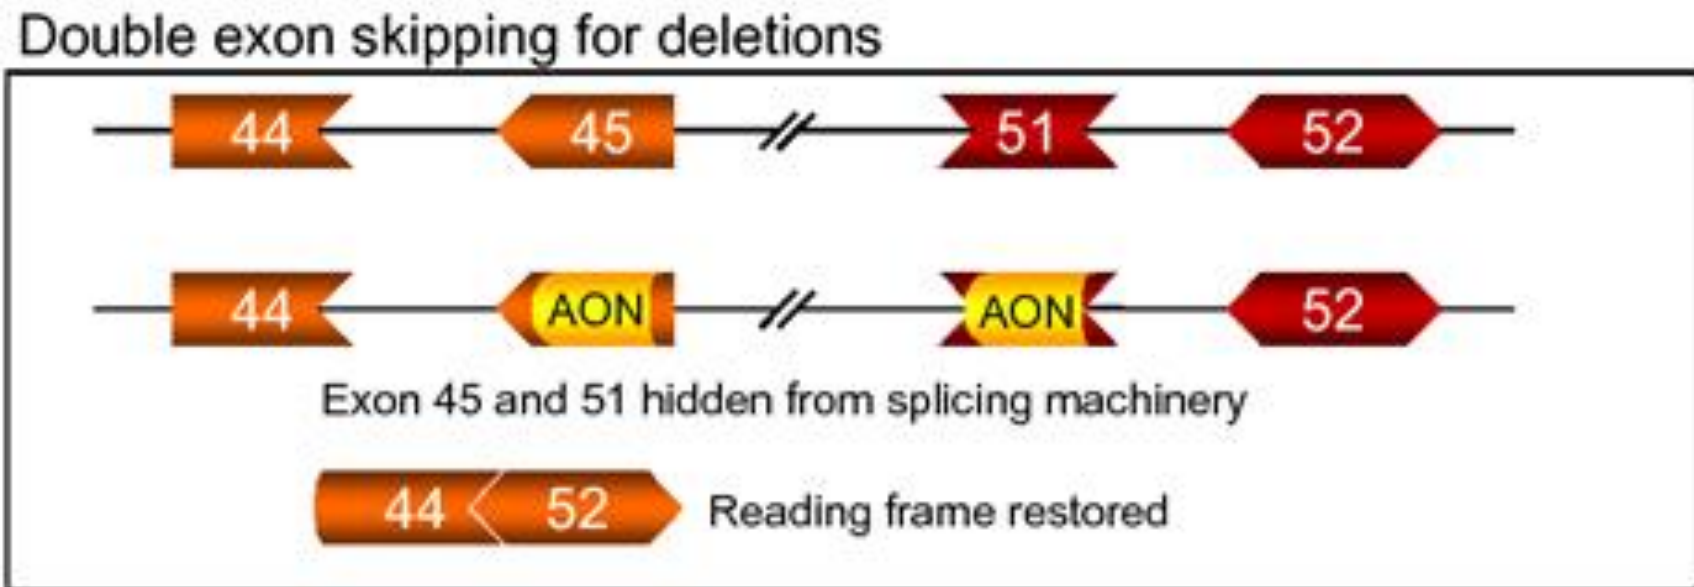 Double exon skipping for deletions
44 45 51 52
44 AON AON 52
Exon 45 and 51 hidden from splicing machinery
44 52 Reading frame restored